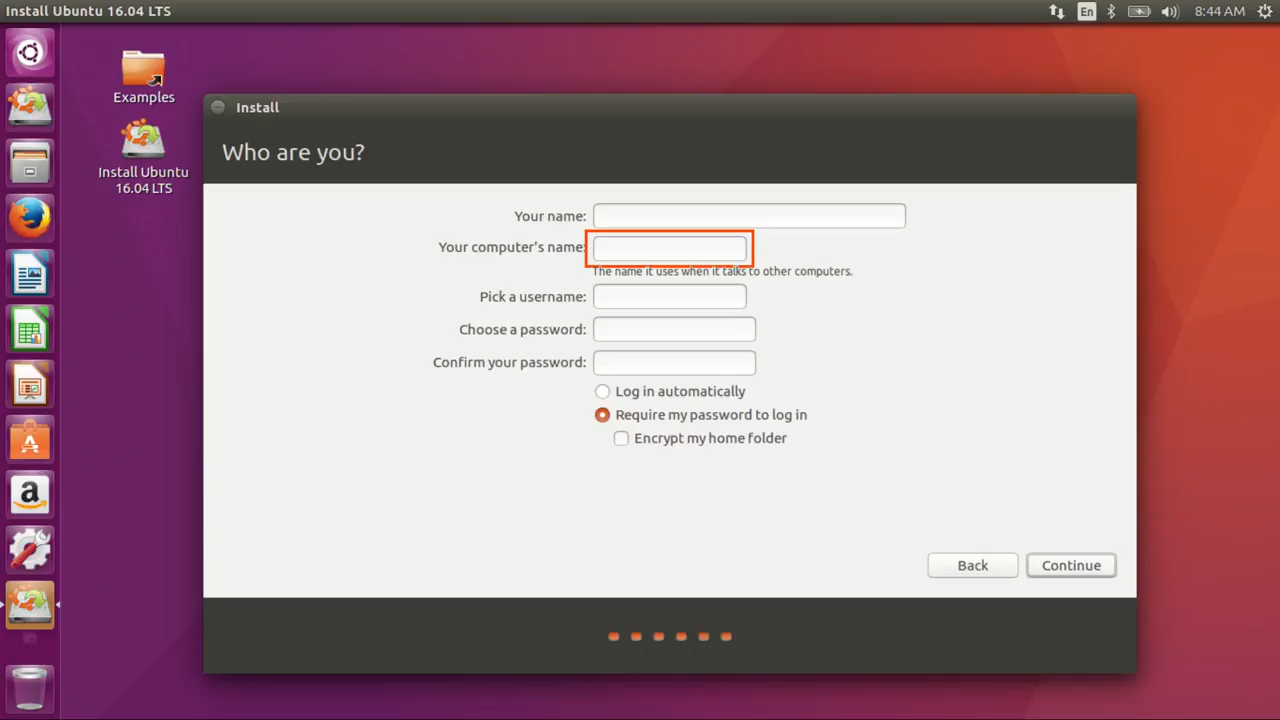 Install Ubuntu 16.04 LTS
En
8:44 AM
Examples
Install Ubuntu
16.04 LTS
Install
Who are you?
Your name:
Your computer's name:
The name it uses when it talks to other computers.
Pick a username:
Choose a password:
Confirm your password:
Log in automatically
Require my password to log in
Encrypt my home folder
Back
Continue
A
a